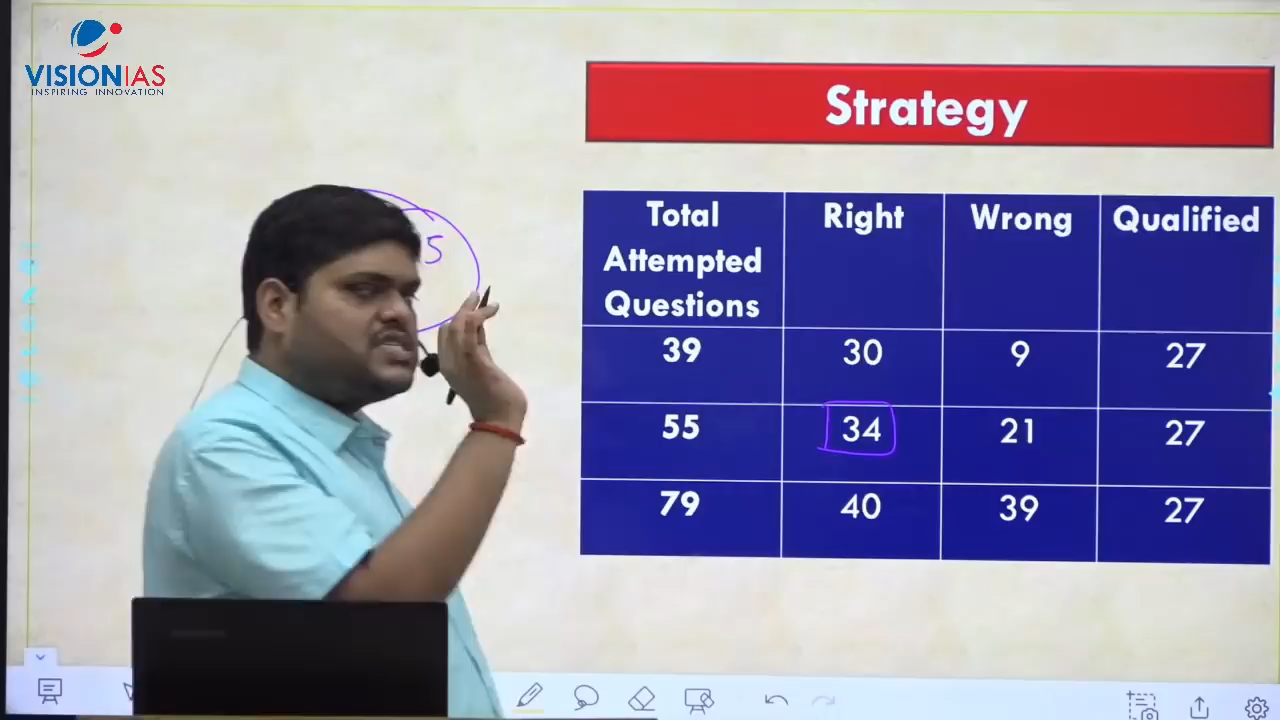 VISIONIAS
INSPIRING INNOVATION
Strategy
Total Attempted Questions Right Wrong Qualified
39 30 9 27
55 34 21 27
79 40 39 27
5